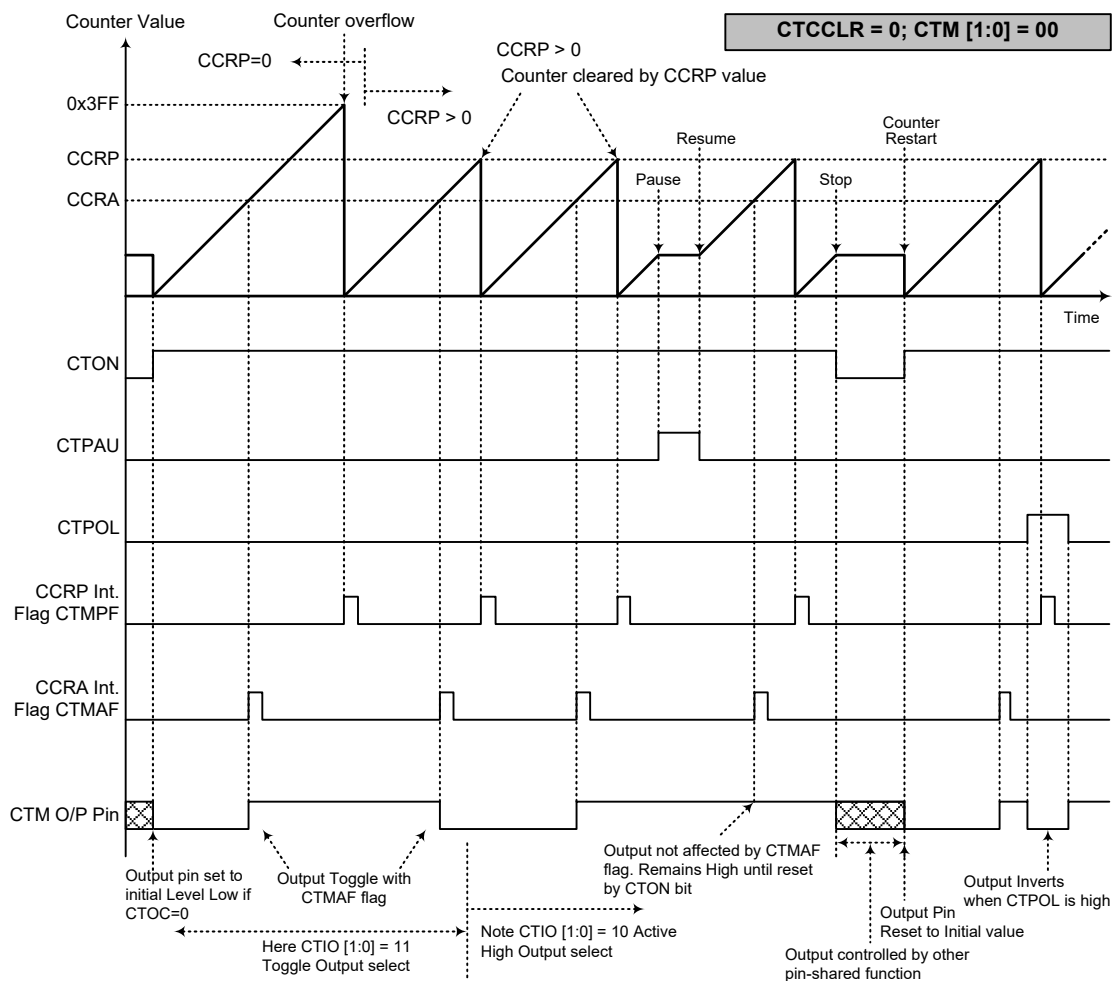 Counter Value
Counter overflow
CTCCLR = 0; CTM [1:0] = 00
CCRP=0
CCRP > 0
CCRP > 0
Counter cleared by CCRP value
0x3FF
CCRP
CCRA
Pause
Resume
Stop
Counter
Restart
Time
CTON
CTPAU
CTPOL
CCRP Int.
Flag CTMPF
CCRA Int.
Flag CTMAF
CTM O/P Pin
Output pin set to
initial Level Low if
CTOC=0
Output Toggle with
CTMAF flag
Here CTIO [1:0] = 11
Toggle Output select
Note CTIO [1:0] = 10 Active
High Output select
Output not affected by CTMAF
flag. Remains High until reset
by CTON bit
Output controlled by other
pin-shared function
Output Pin
Reset to Initial value
Output Inverts
when CTPOL is high